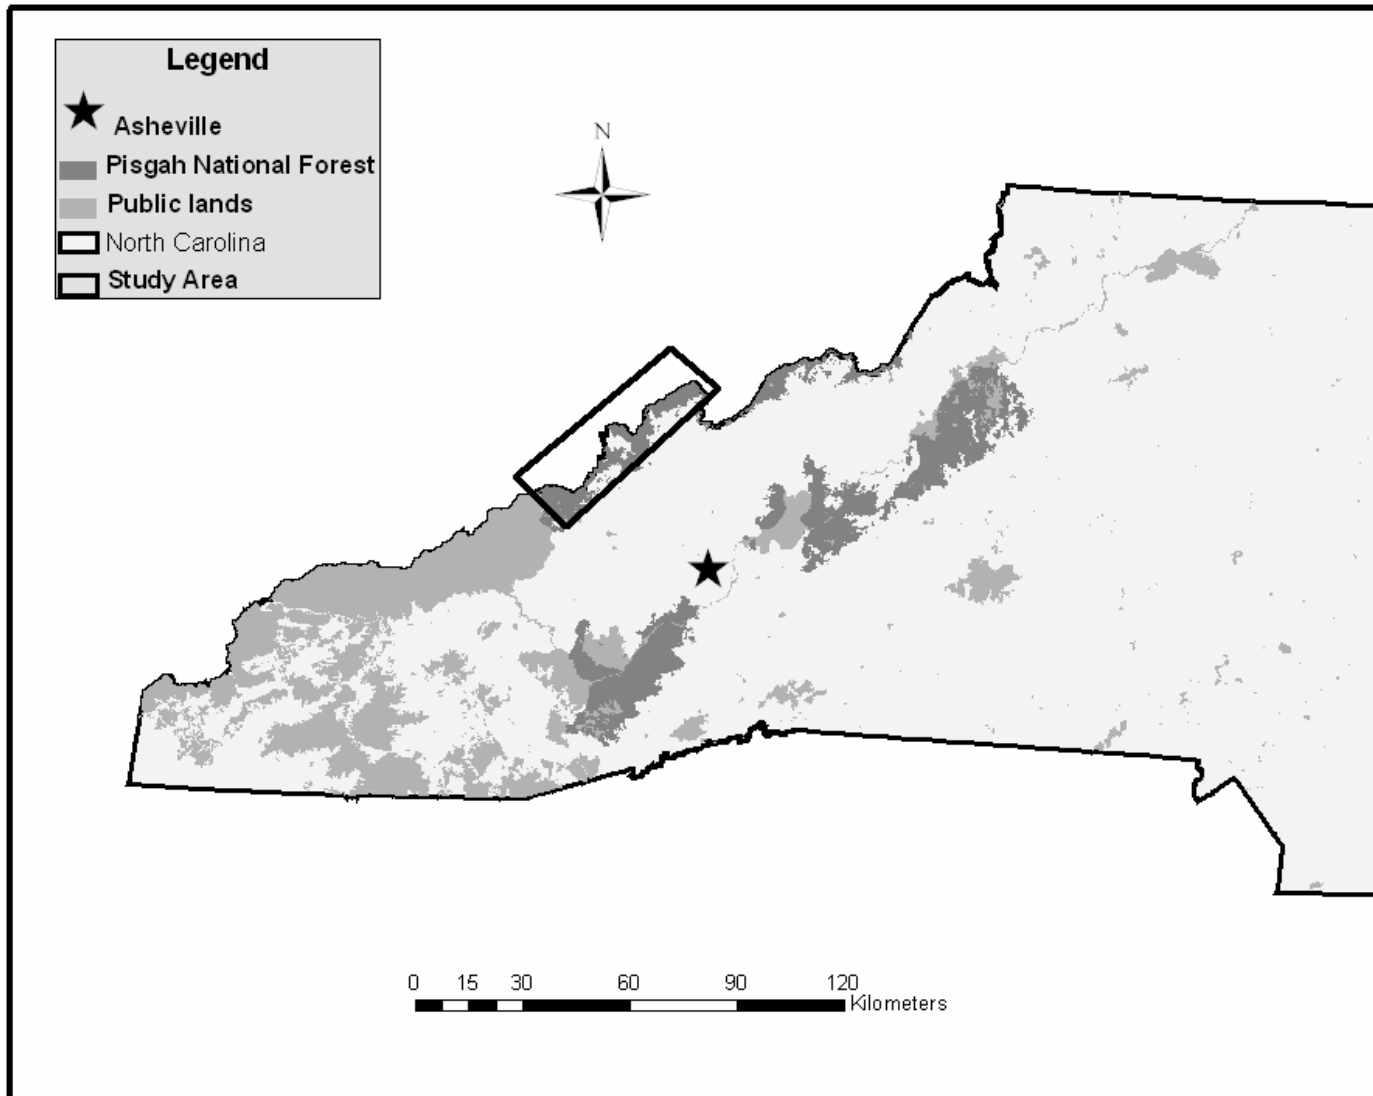 Legend
Asheville
Pisgah National Forest
Public lands
North Carolina
Study Area
N
0 15 30 60 90 120
Kilometers